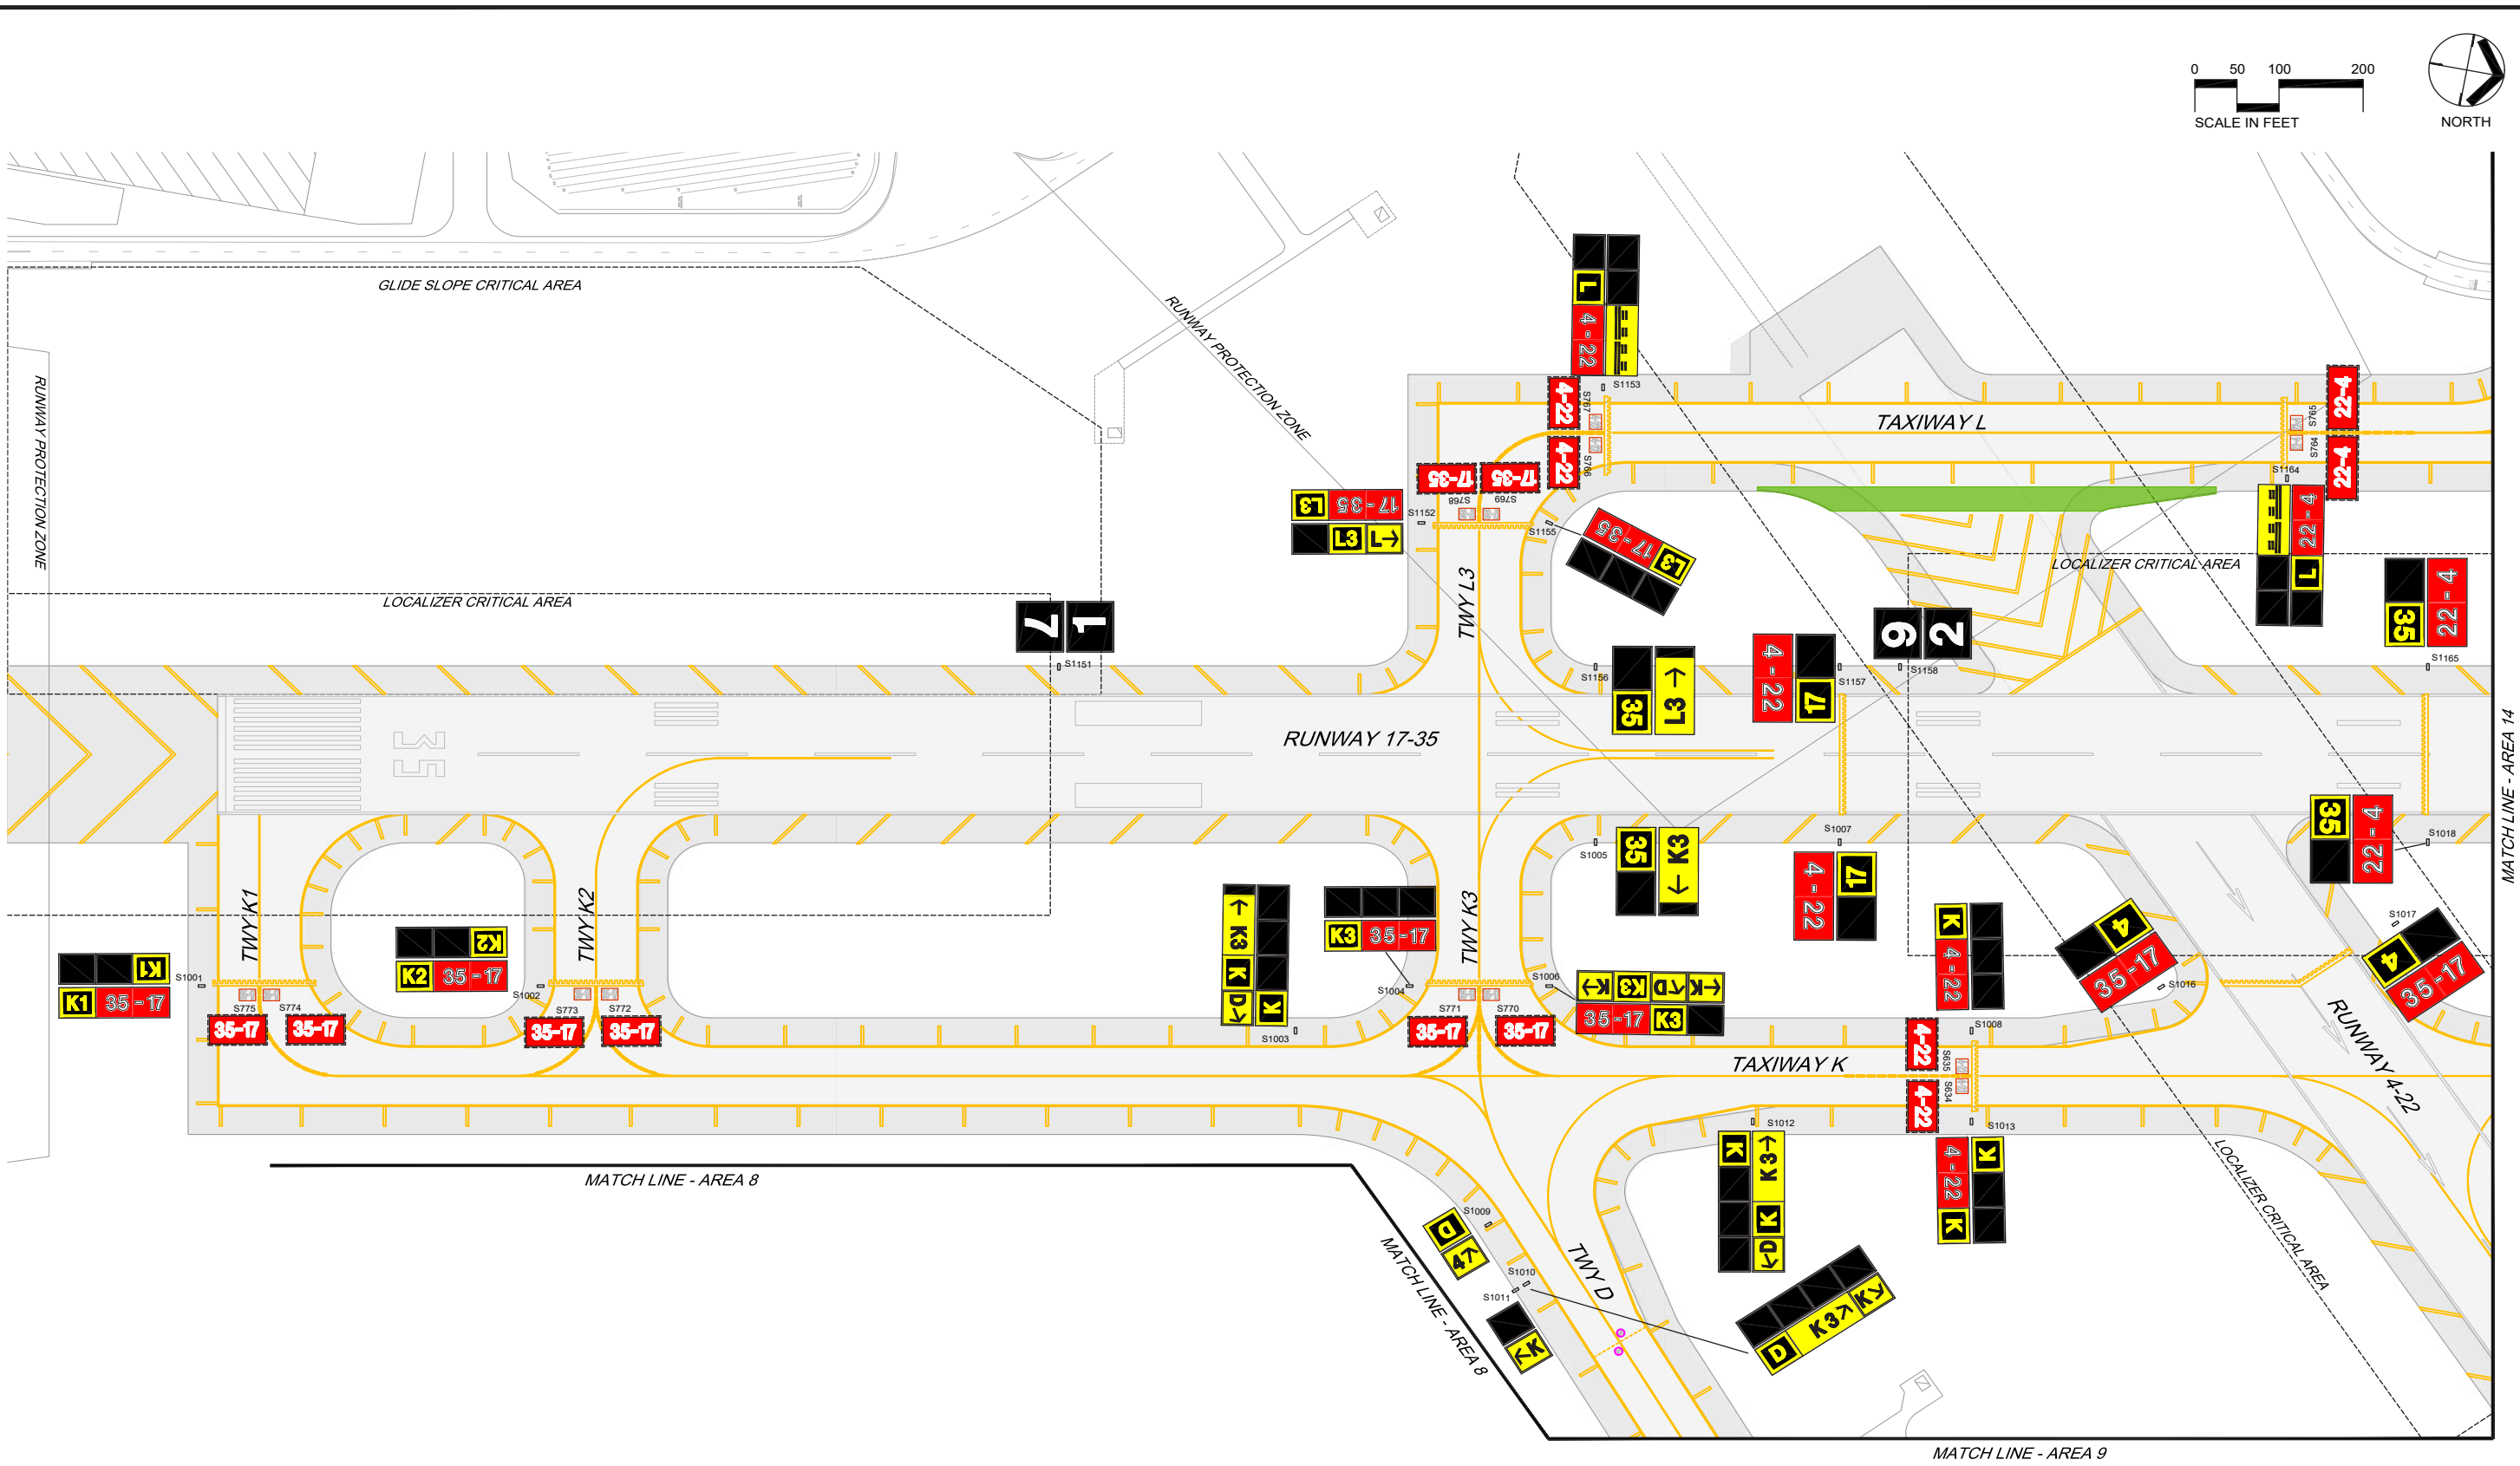 0 50 100 200
SCALE IN FEET
NORTH
GLIDE SLOPE CRITICAL AREA
RUNWAY PROTECTION ZONE
RUNWAY PROTECTION ZONE
LOCALIZER CRITICAL AREA
LOCALIZER CRITICAL AREA
LOCALIZER CRITICAL AREA
L
4-22
S1153
4-22
S767
4-22
S766
TAXIWAY L
22-4
S765
22-4
S764
S1164
22-4
L
17-35
S768
17-35
S769
L3 17-35
L3 L→
S1152
S1155
17-35 L3
TWY L3
7 1
S1151
S1156
35
L3 ↑
4-22
17
S1157
9 2
S1158
35
22-4
S1165
35
RUNWAY 17-35
MATCH LINE - AREA 14
S1005
35
←K3
S1007
4-22
17
35
22-4
S1018
TWY K1
K1
K1 35-17
S1001
S775
S774
35-17
35-17
TWY K2
K2
K2 35-17
S1002
S773
S772
35-17
35-17
↑ K3
K
D↗
K
S1003
K3 35-17
S1004
TWY K3
S771
S770
35-17
35-17
S1006
←K K3 D↗ K→
35-17 K3
TAXIWAY K
K
4-22
S1008
4-22
S635
4-22
S634
4
35-17
S1016
S1017
4
35-17
RUNWAY 4-22
S1012
K
K3↑
K
↗D
S1013
4-22
K
K
MATCH LINE - AREA 8
MATCH LINE - AREA 8
S1009
D
4↖
S1010
S1011
↙K
TWY D
D K3↗ K↗
MATCH LINE - AREA 9